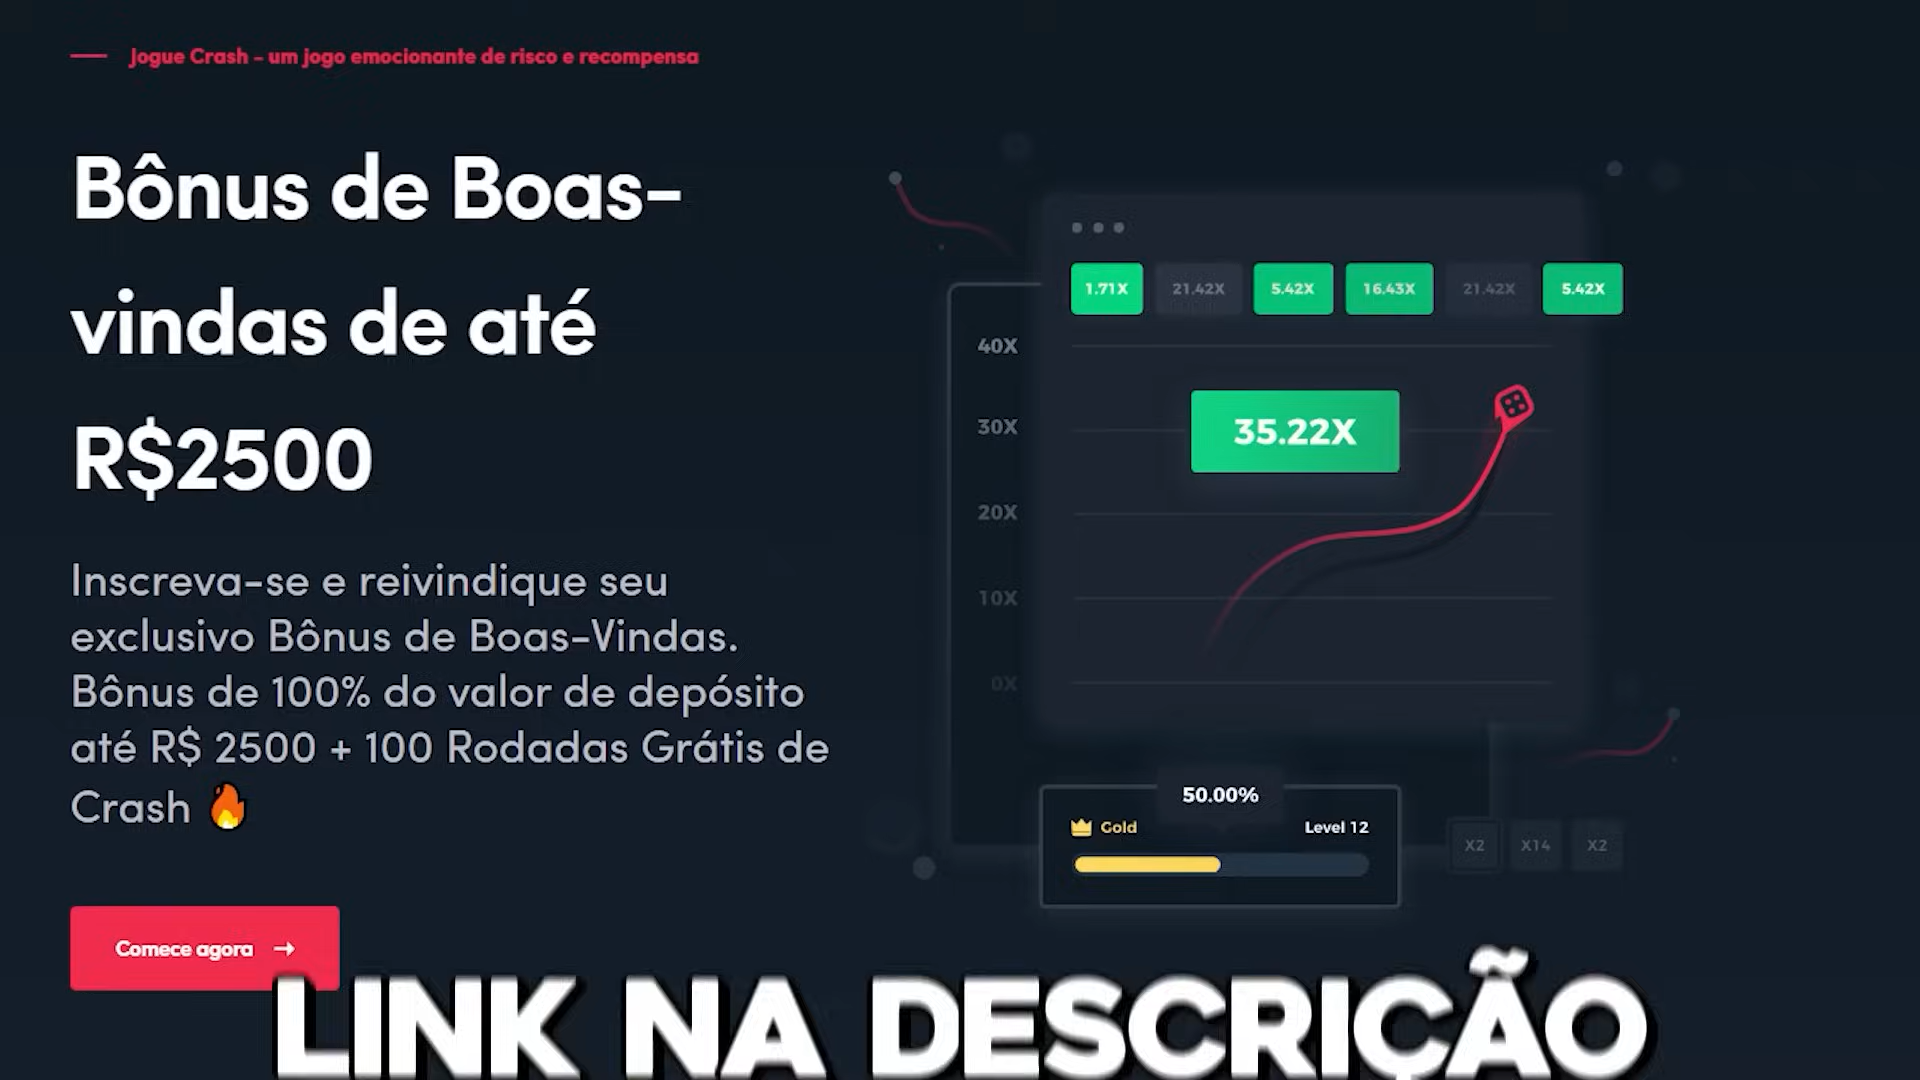 Jogue Crash - um jogo emocionante de risco e recompensa
Bônus de Boas-
vindas de até
R$2500
Inscreva-se e reivindique seu
exclusivo Bônus de Boas-Vindas.
Bônus de 100% do valor de depósito
até R$ 2500 + 100 Rodadas Grátis de
Crash 🔥
Comece agora →
1.71X 21.42X 5.42X 16.43X 21.42X 5.42X
40X
35.22X
30X
20X
10X
0X
50.00%
Gold Level 12
X2 X14 X2
LINK NA DESCRIÇÃO